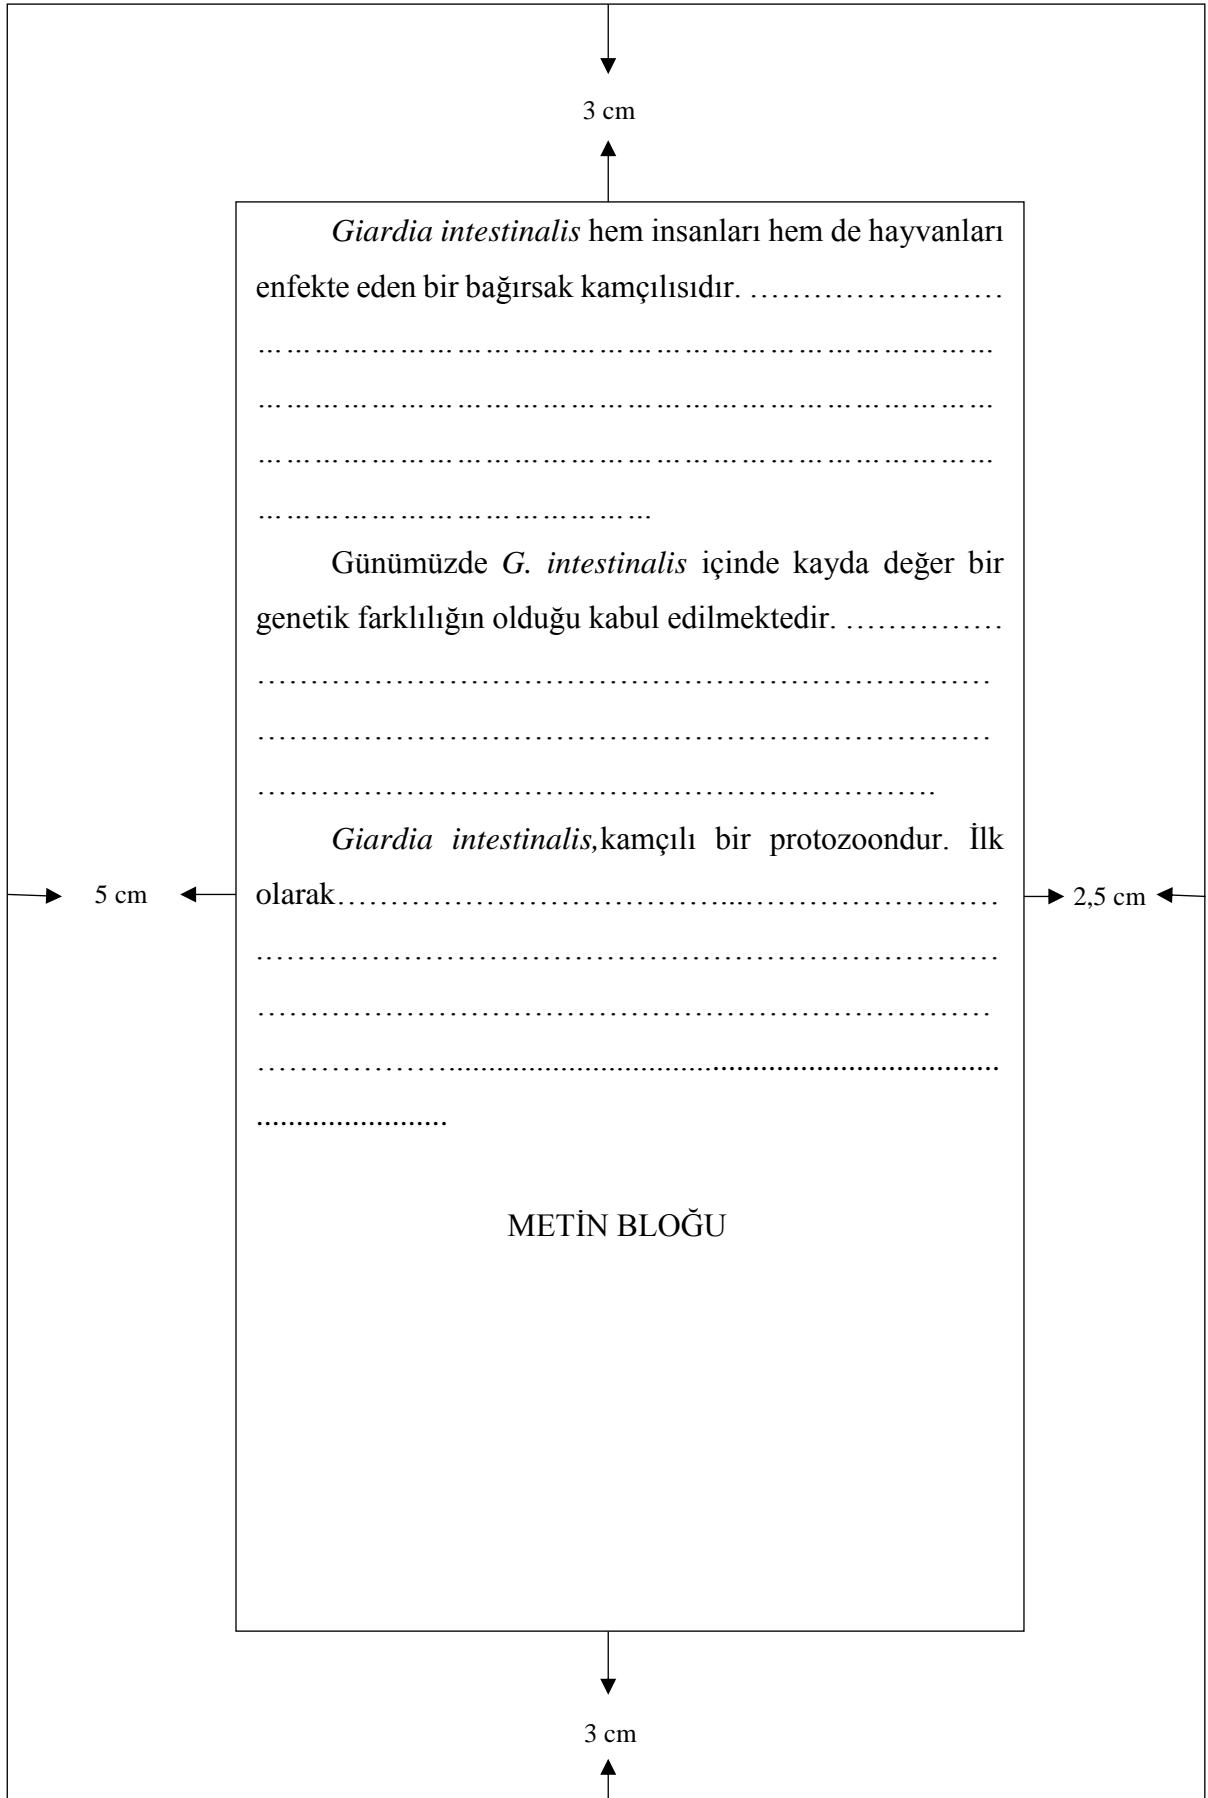 3 cm
Giardia intestinalis hem insanları hem de hayvanları
enfekte eden bir bağırsak kamçılısıdır. ……………………
………………………………………………………………………
………………………………………………………………………
………………………………………………………………………
……………………………………
Günümüzde G. intestinalis içinde kayda değer bir
genetik farklılığın olduğu kabul edilmektedir. ……………
……………………………………………………………
……………………………………………………………
……………………………………………………….
Giardia intestinalis,kamçılı bir protozoondur. İlk
5 cm olarak………………………………...…………………… 2,5 cm
.……………………………………………………………
……………………………………………………………
………………......................................................................
........................
METİN BLOĞU
3 cm